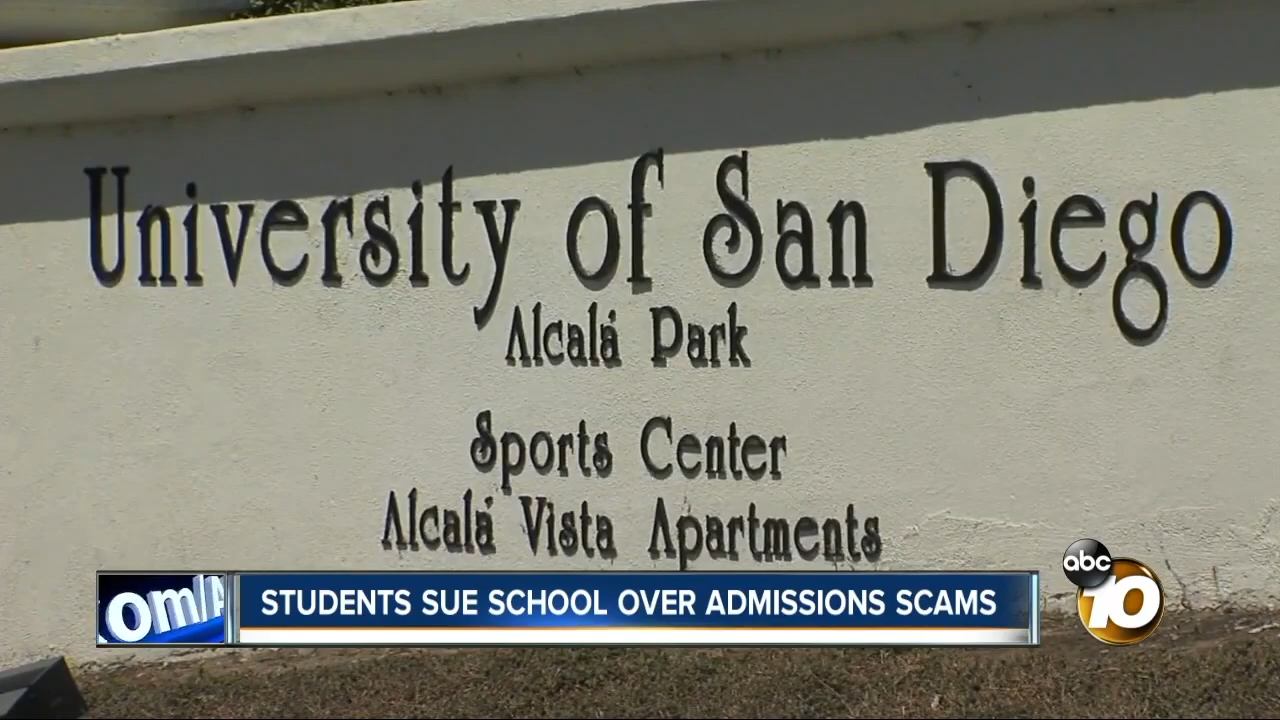 University of San Diego
Alcalá Park
Sports Center
Alcalá Vista Apartments
om/A
STUDENTS SUE SCHOOL OVER ADMISSIONS SCAMS
abc
10